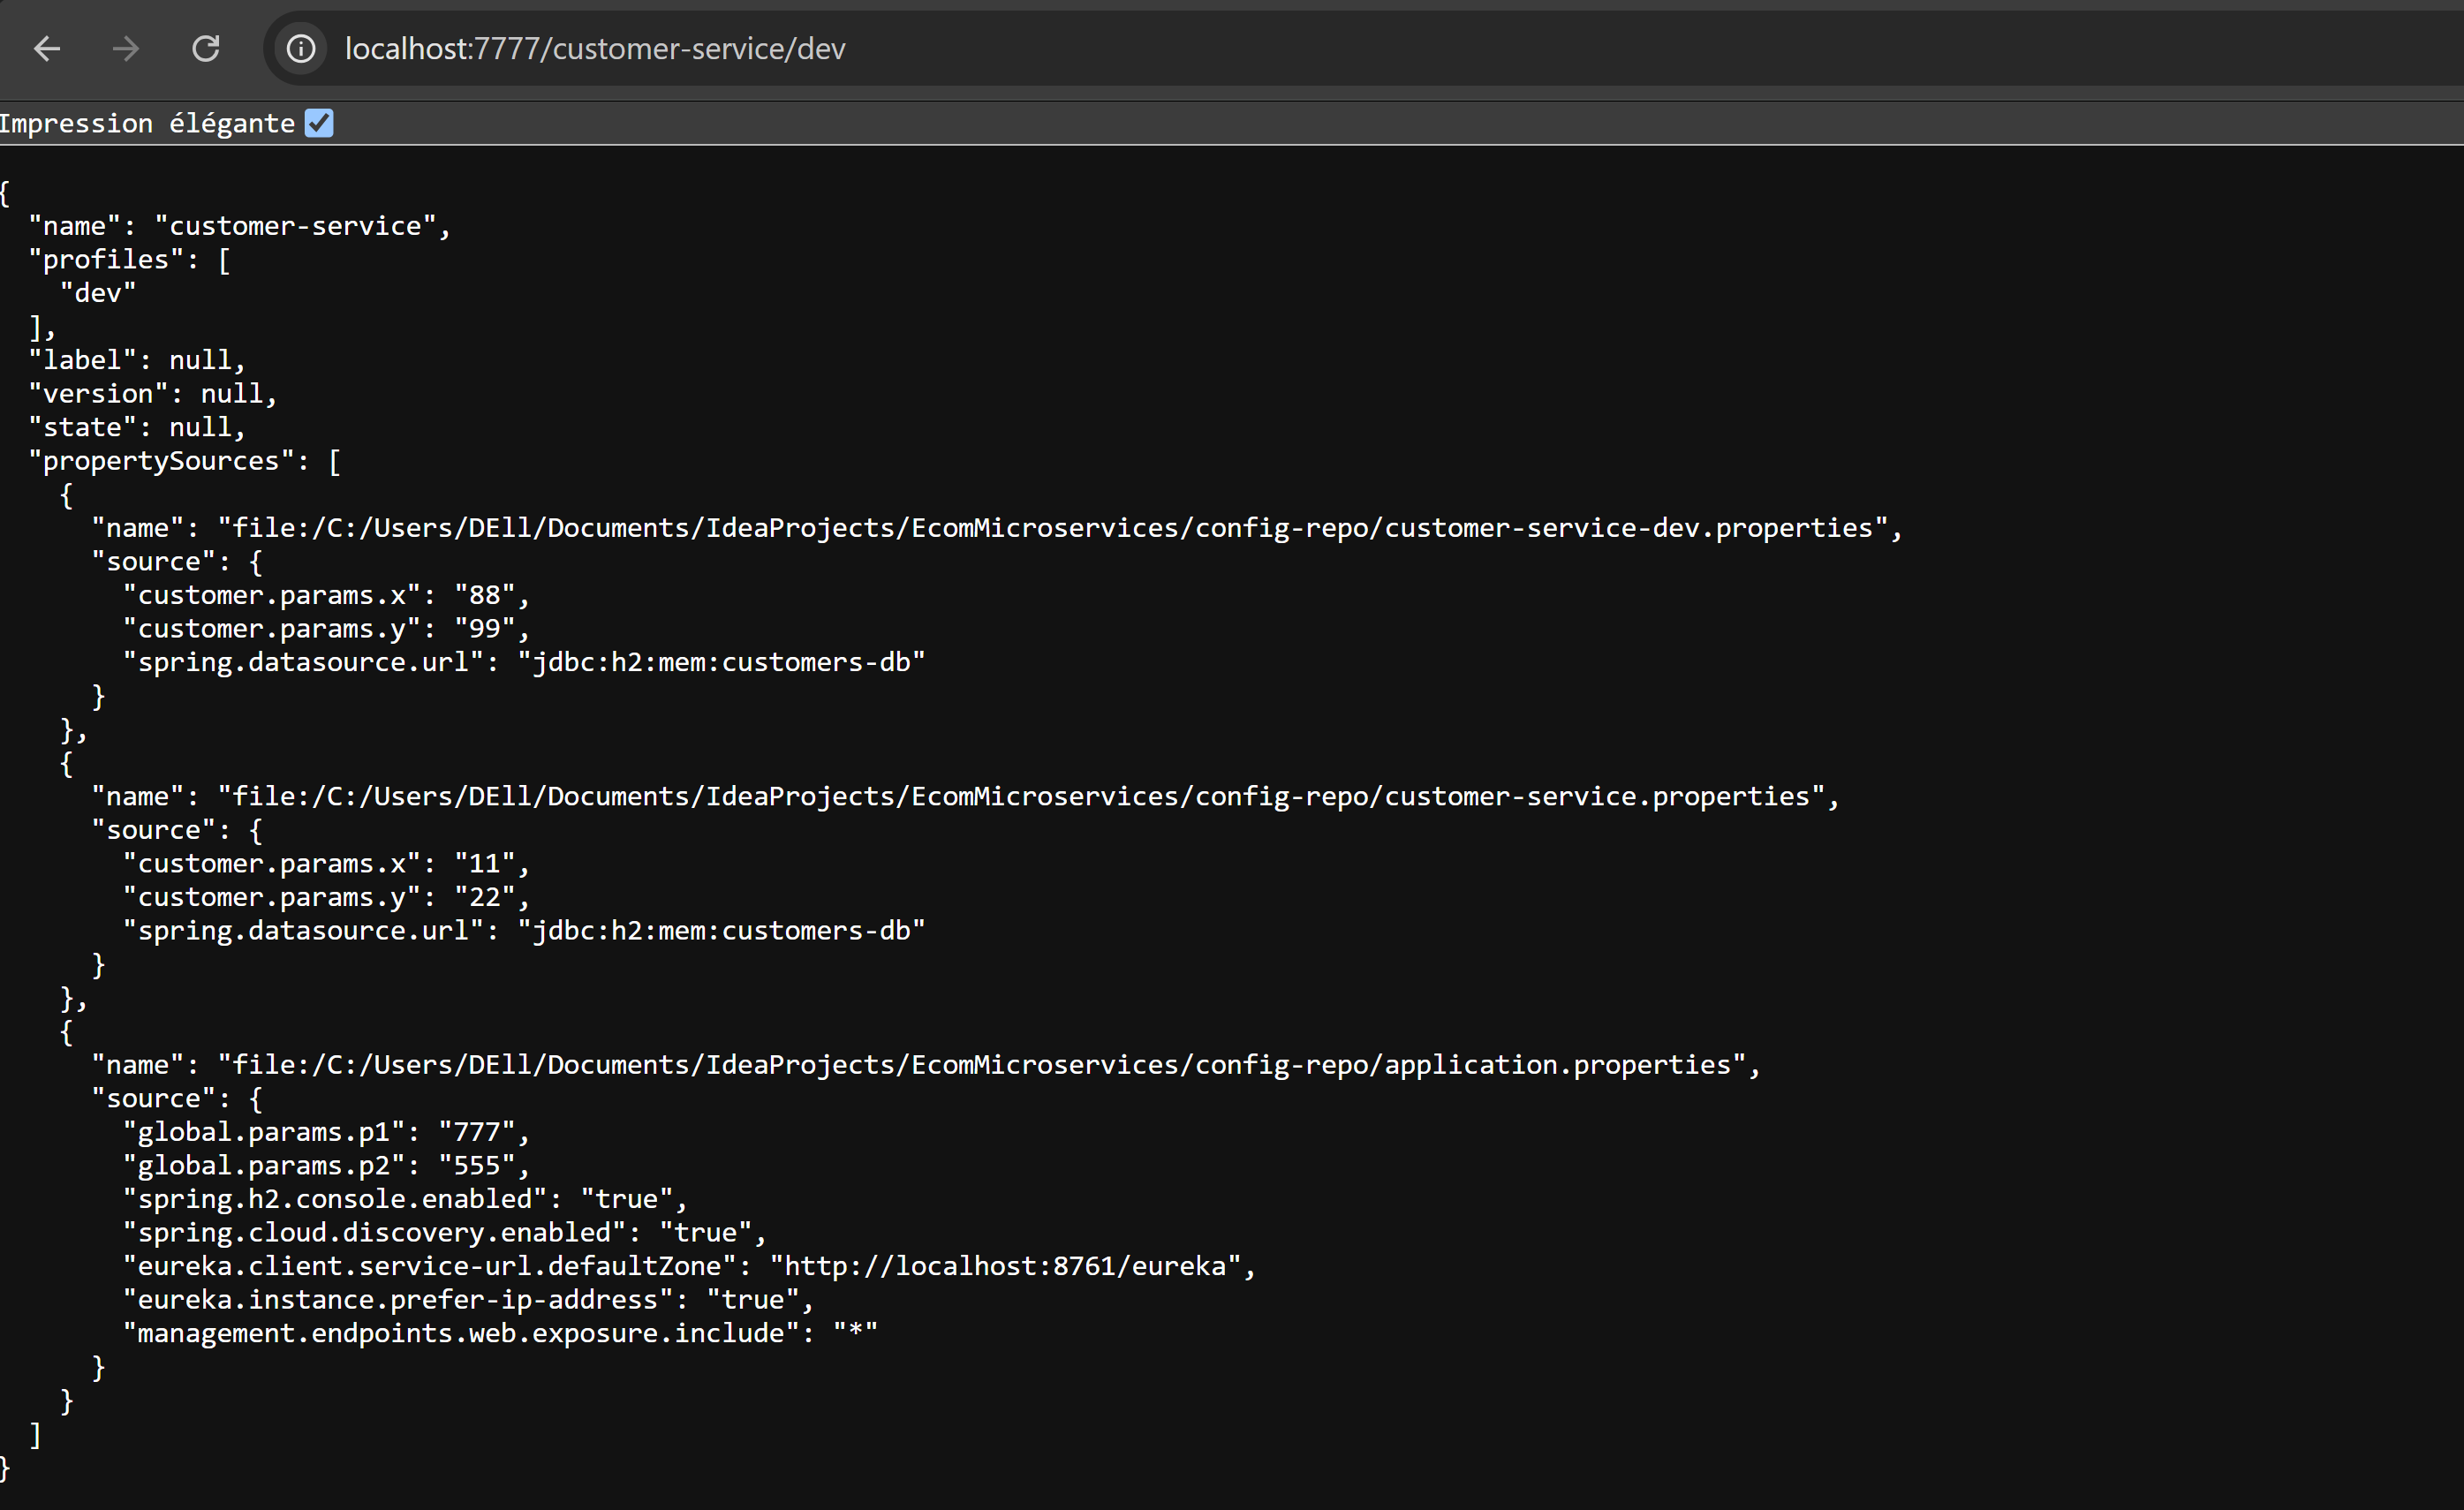 localhost:7777/customer-service/dev
Impression élégante
{
  "name": "customer-service",
  "profiles": [
    "dev"
  ],
  "label": null,
  "version": null,
  "state": null,
  "propertySources": [
    {
      "name": "file:/C:/Users/DEll/Documents/IdeaProjects/EcomMicroservices/config-repo/customer-service-dev.properties",
      "source": {
        "customer.params.x": "88",
        "customer.params.y": "99",
        "spring.datasource.url": "jdbc:h2:mem:customers-db"
      }
    },
    {
      "name": "file:/C:/Users/DEll/Documents/IdeaProjects/EcomMicroservices/config-repo/customer-service.properties",
      "source": {
        "customer.params.x": "11",
        "customer.params.y": "22",
        "spring.datasource.url": "jdbc:h2:mem:customers-db"
      }
    },
    {
      "name": "file:/C:/Users/DEll/Documents/IdeaProjects/EcomMicroservices/config-repo/application.properties",
      "source": {
        "global.params.p1": "777",
        "global.params.p2": "555",
        "spring.h2.console.enabled": "true",
        "spring.cloud.discovery.enabled": "true",
        "eureka.client.service-url.defaultZone": "http://localhost:8761/eureka",
        "eureka.instance.prefer-ip-address": "true",
        "management.endpoints.web.exposure.include": "*"
      }
    }
  ]
}